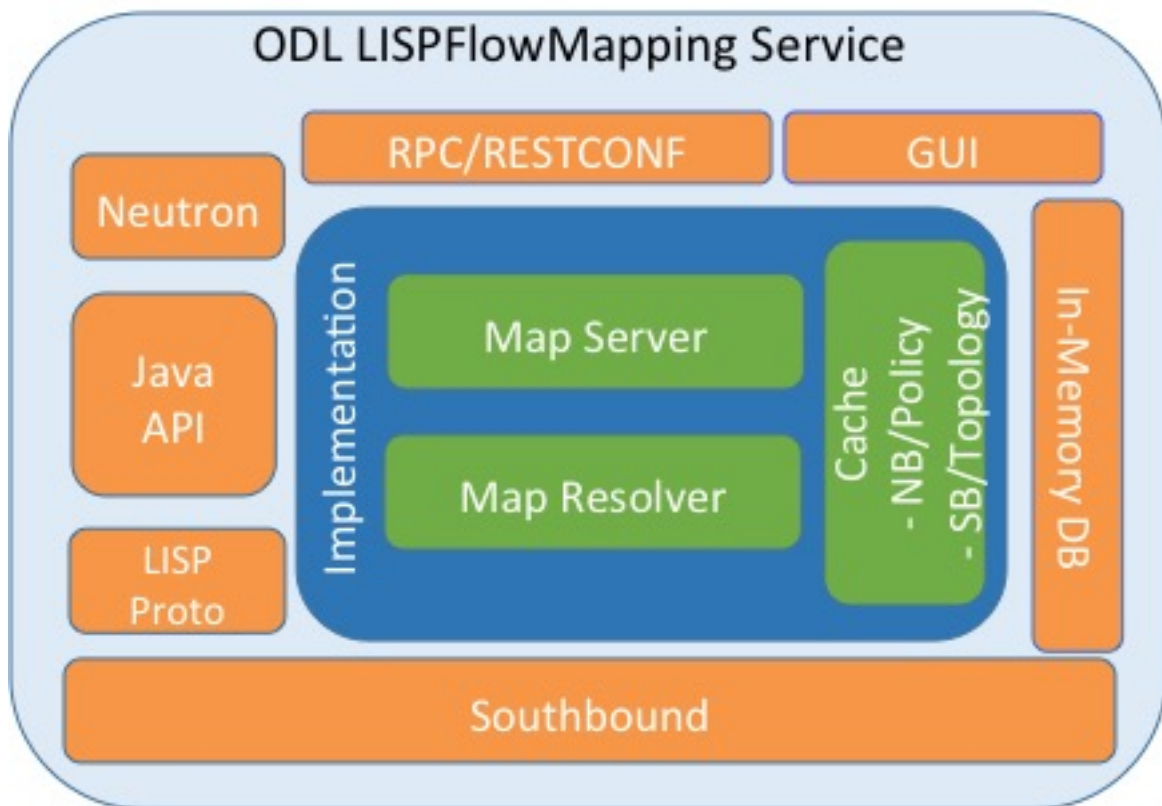 ODL LISPFlowMapping Service
RPC/RESTCONF
GUI
Neutron
Java
API
LISP
Proto
Implementation
Map Server
Map Resolver
Cache
- NB/Policy
- SB/Topology
In-Memory DB
Southbound